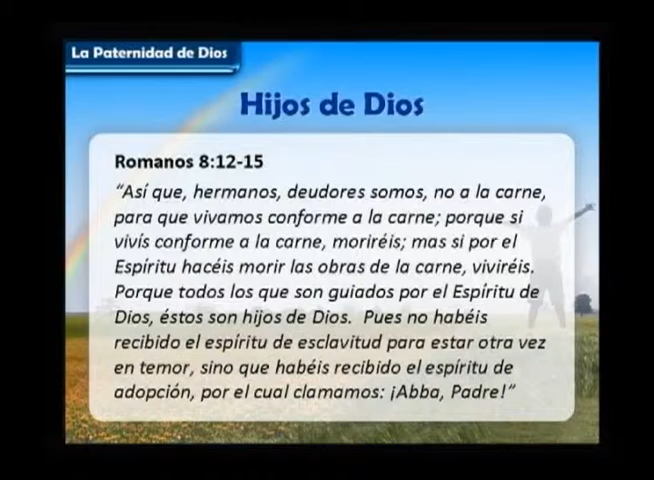 La Paternidad de Dios
Hijos de Dios
Romanos 8:12-15
“Así que, hermanos, deudores somos, no a la carne,
para que vivamos conforme a la carne; porque si
vivís conforme a la carne, moriréis; mas si por el
Espíritu hacéis morir las obras de la carne, viviréis.
Porque todos los que son guiados por el Espíritu de
Dios, éstos son hijos de Dios.  Pues no habéis
recibido el espíritu de esclavitud para estar otra vez
en temor, sino que habéis recibido el espíritu de
adopción, por el cual clamamos: ¡Abba, Padre!”